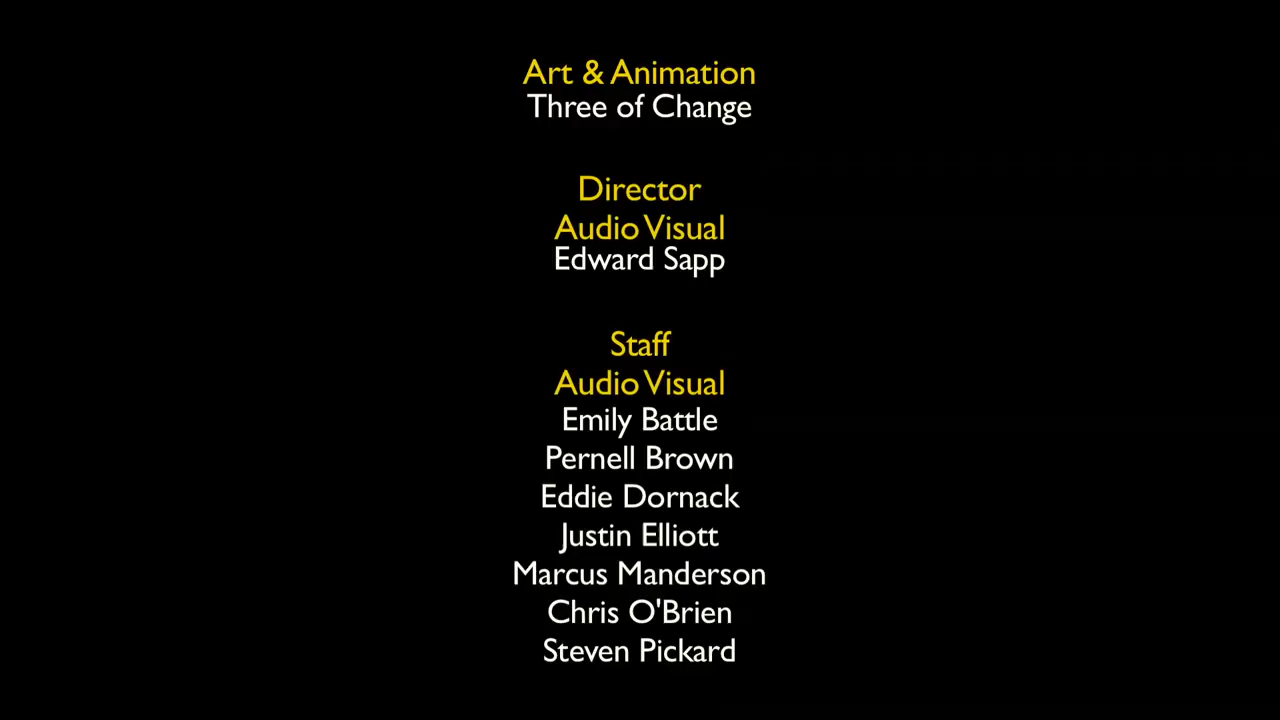 Art & Animation
Three of Change
Director
Audio Visual
Edward Sapp
Staff
Audio Visual
Emily Battle
Pernell Brown
Eddie Dornack
Justin Elliott
Marcus Manderson
Chris O'Brien
Steven Pickard